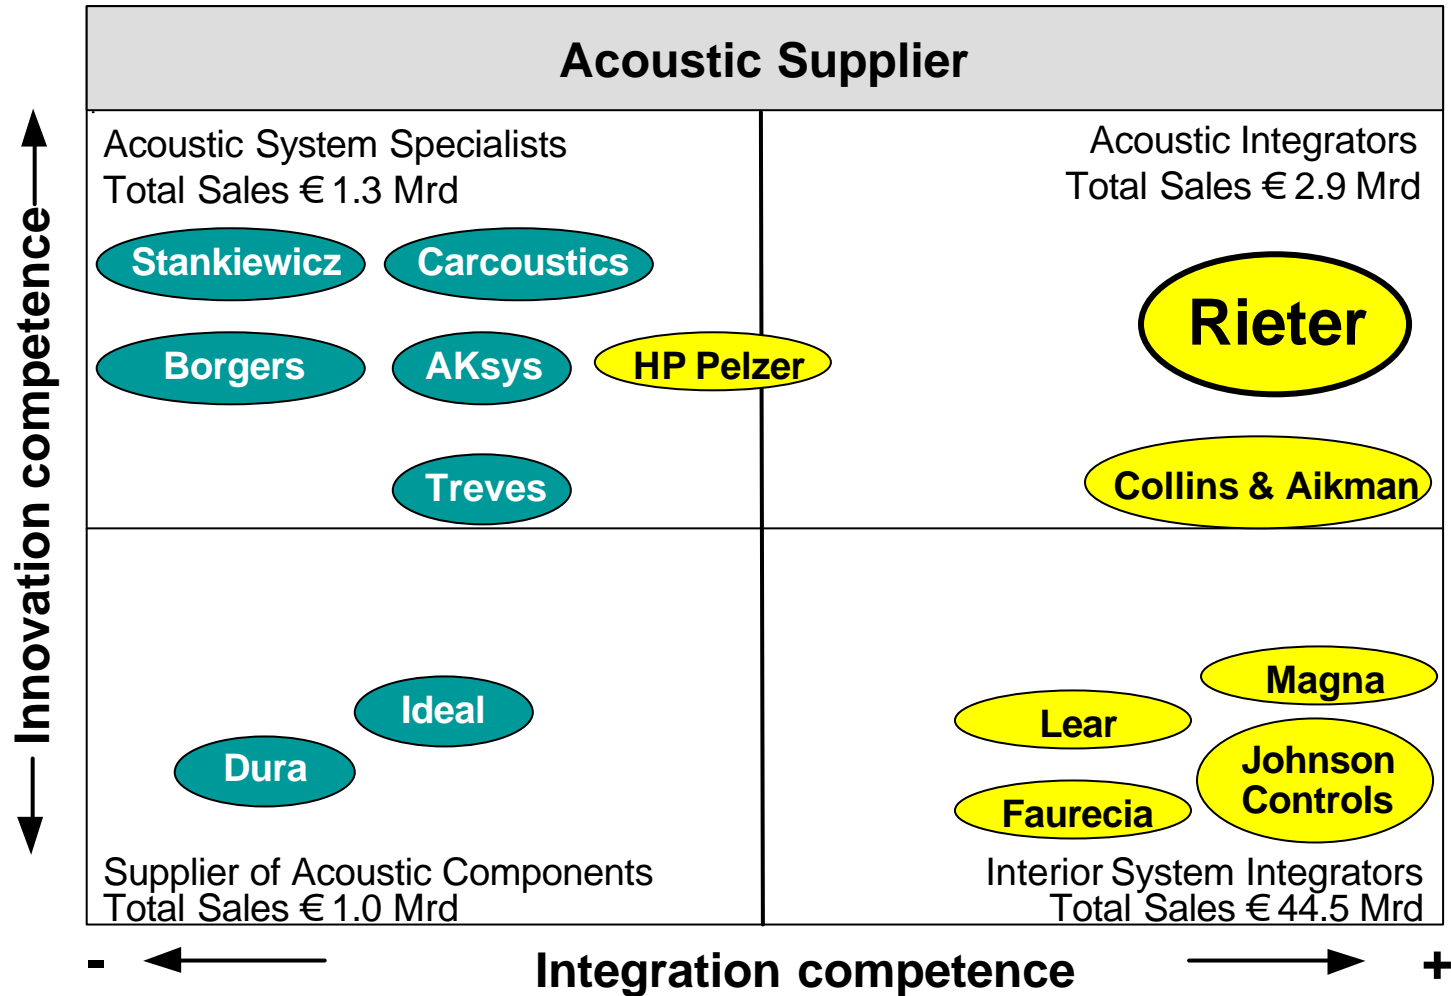 Acoustic Supplier
Acoustic System Specialists
Total Sales € 1.3 Mrd
Acoustic Integrators
Total Sales € 2.9 Mrd
Stankiewicz
Carcoustics
Rieter
Borgers
AKsys
HP Pelzer
Treves
Collins & Aikman
Innovation competence
Ideal
Dura
Magna
Lear
Johnson
Controls
Faurecia
Supplier of Acoustic Components
Total Sales € 1.0 Mrd
Interior System Integrators
Total Sales € 44.5 Mrd
-
Integration competence
+